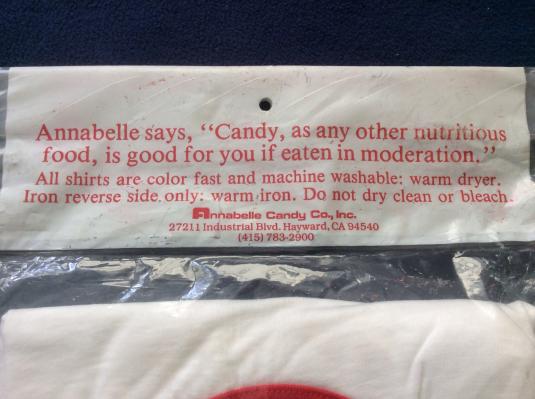 Annabelle says, "Candy, as any other nutritious
food, is good for you if eaten in moderation."
All shirts are color fast and machine washable: warm dryer.
Iron reverse side only: warm iron. Do not dry clean or bleach.
Annabelle Candy Co., Inc.
27211 Industrial Blvd. Hayward, CA 94540
(415) 783-2900